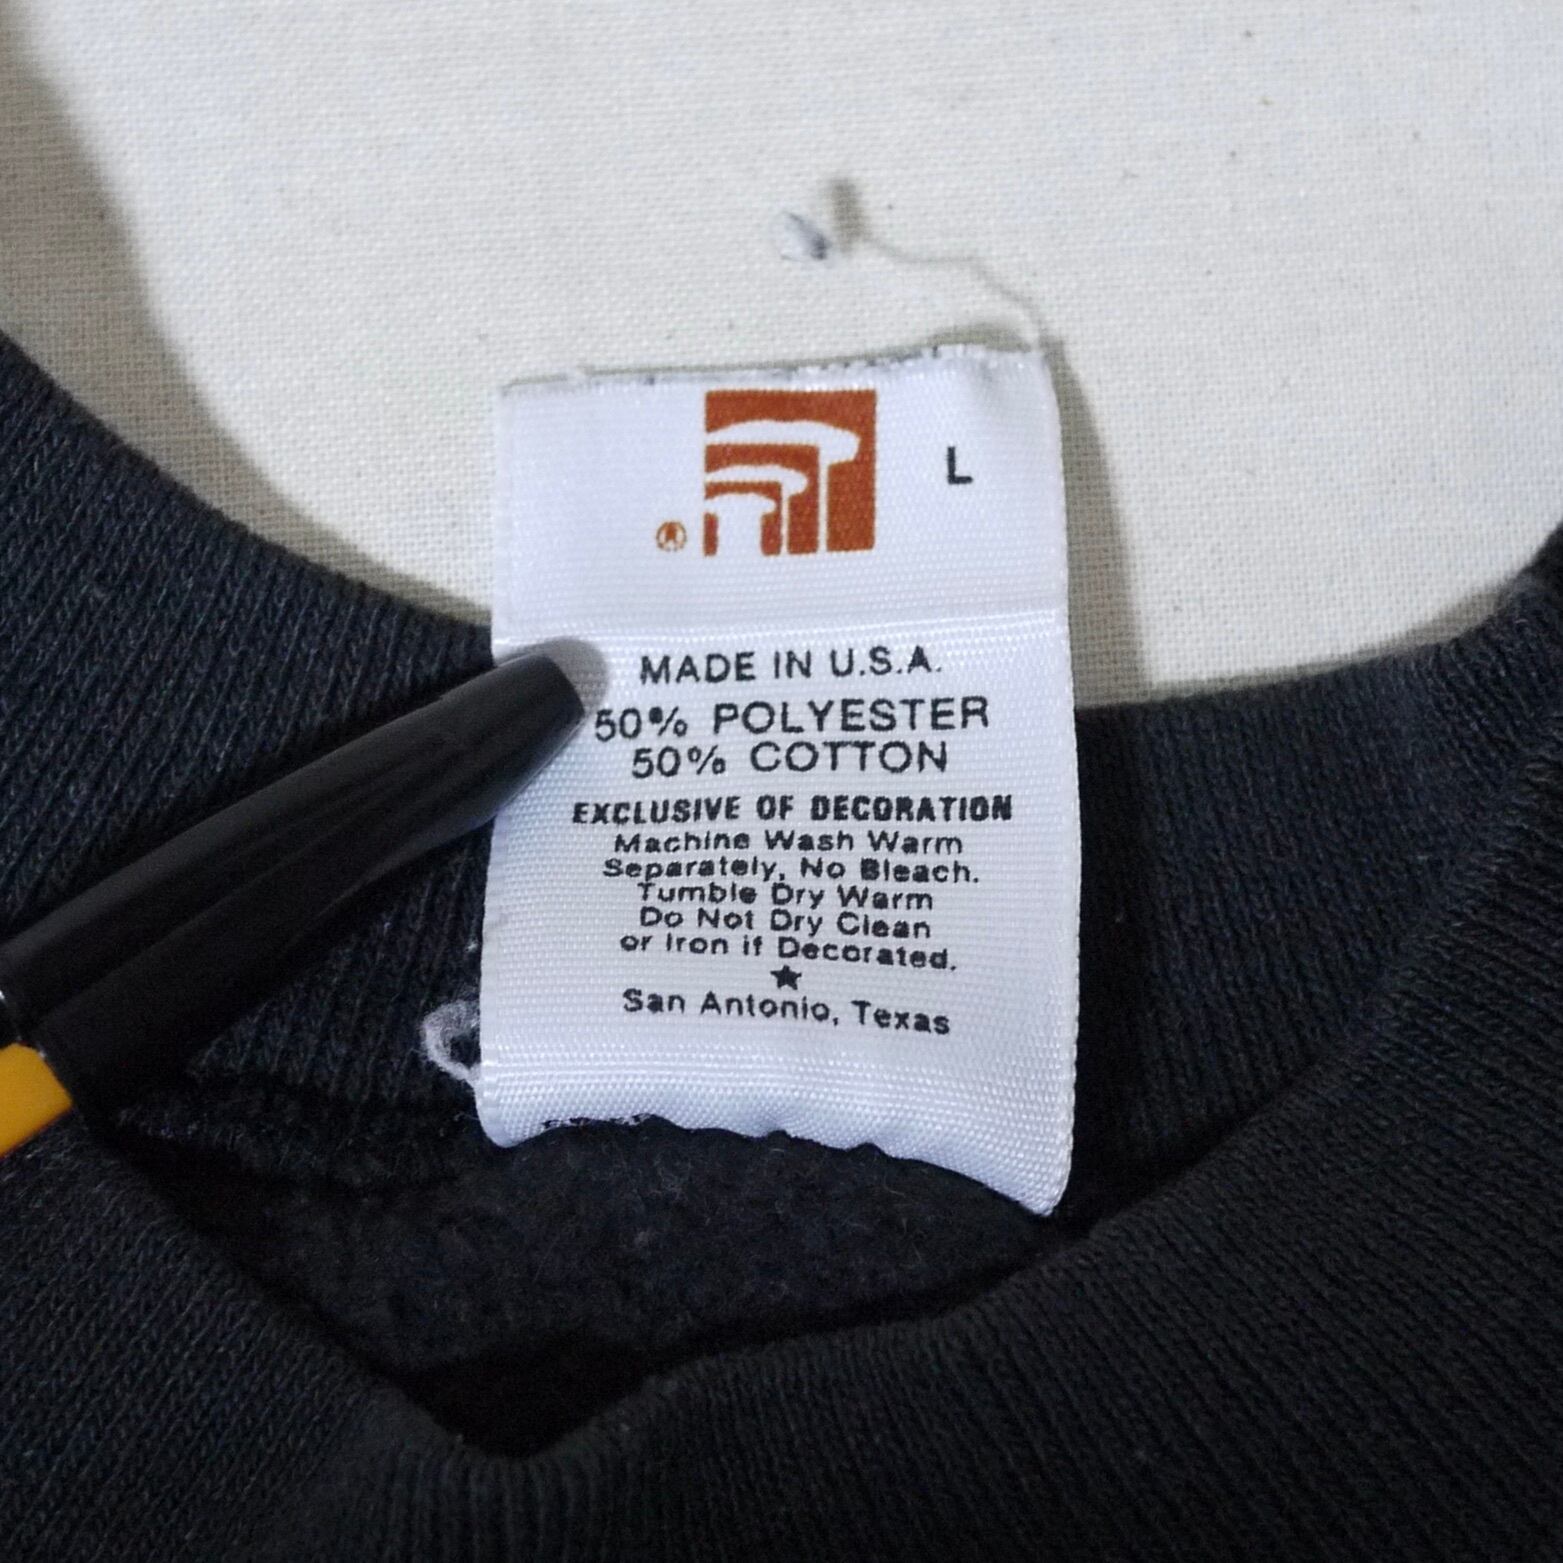 L
®
MADE IN U.S.A.
50% POLYESTER
50% COTTON
EXCLUSIVE OF DECORATION
Machine Wash Warm
Separately, No Bleach.
Tumble Dry Warm
Do Not Dry Clean
or Iron if Decorated.
★
San Antonio, Texas